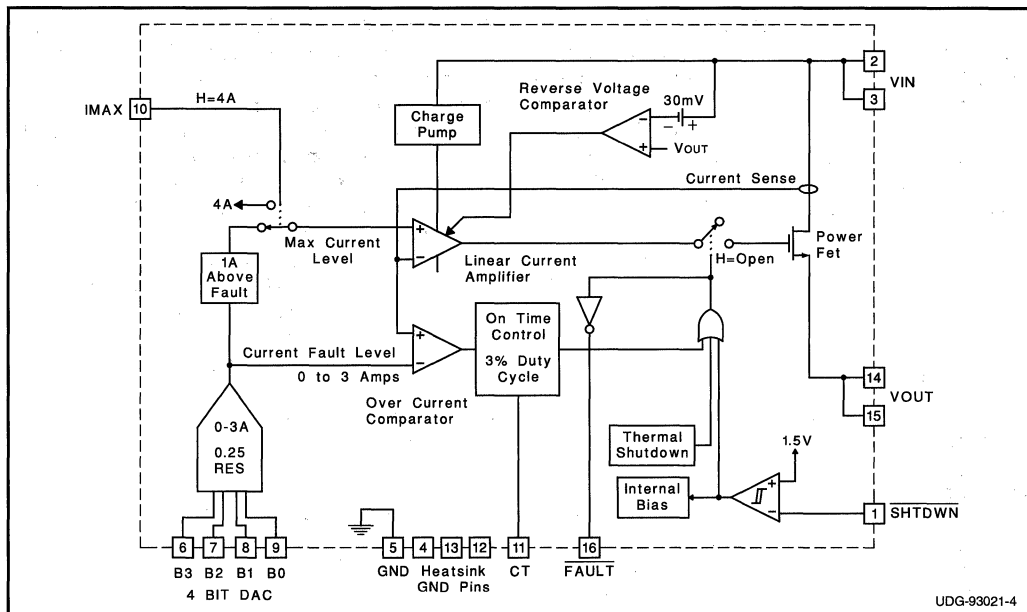 2
VIN
3
Reverse Voltage
Comparator
30mV
−
+
−
+
VOUT
IMAX
10
H=4A
Charge
Pump
Current Sense
4A
Max Current
Level
+
−
Linear Current
Amplifier
H=Open
Power
Fet
1A
Above
Fault
On Time
Control
3% Duty
Cycle
+
−
Current Fault Level
0 to 3 Amps
Over Current
Comparator
14
VOUT
15
0-3A
0.25
RES
Thermal
Shutdown
1.5V
Internal
Bias
+
−
1
SHTDWN
6
7
8
9
5
4
13
12
11
16
B3
B2
B1
B0
GND
Heatsink
GND Pins
CT
FAULT
4 BIT DAC
UDG-93021-4